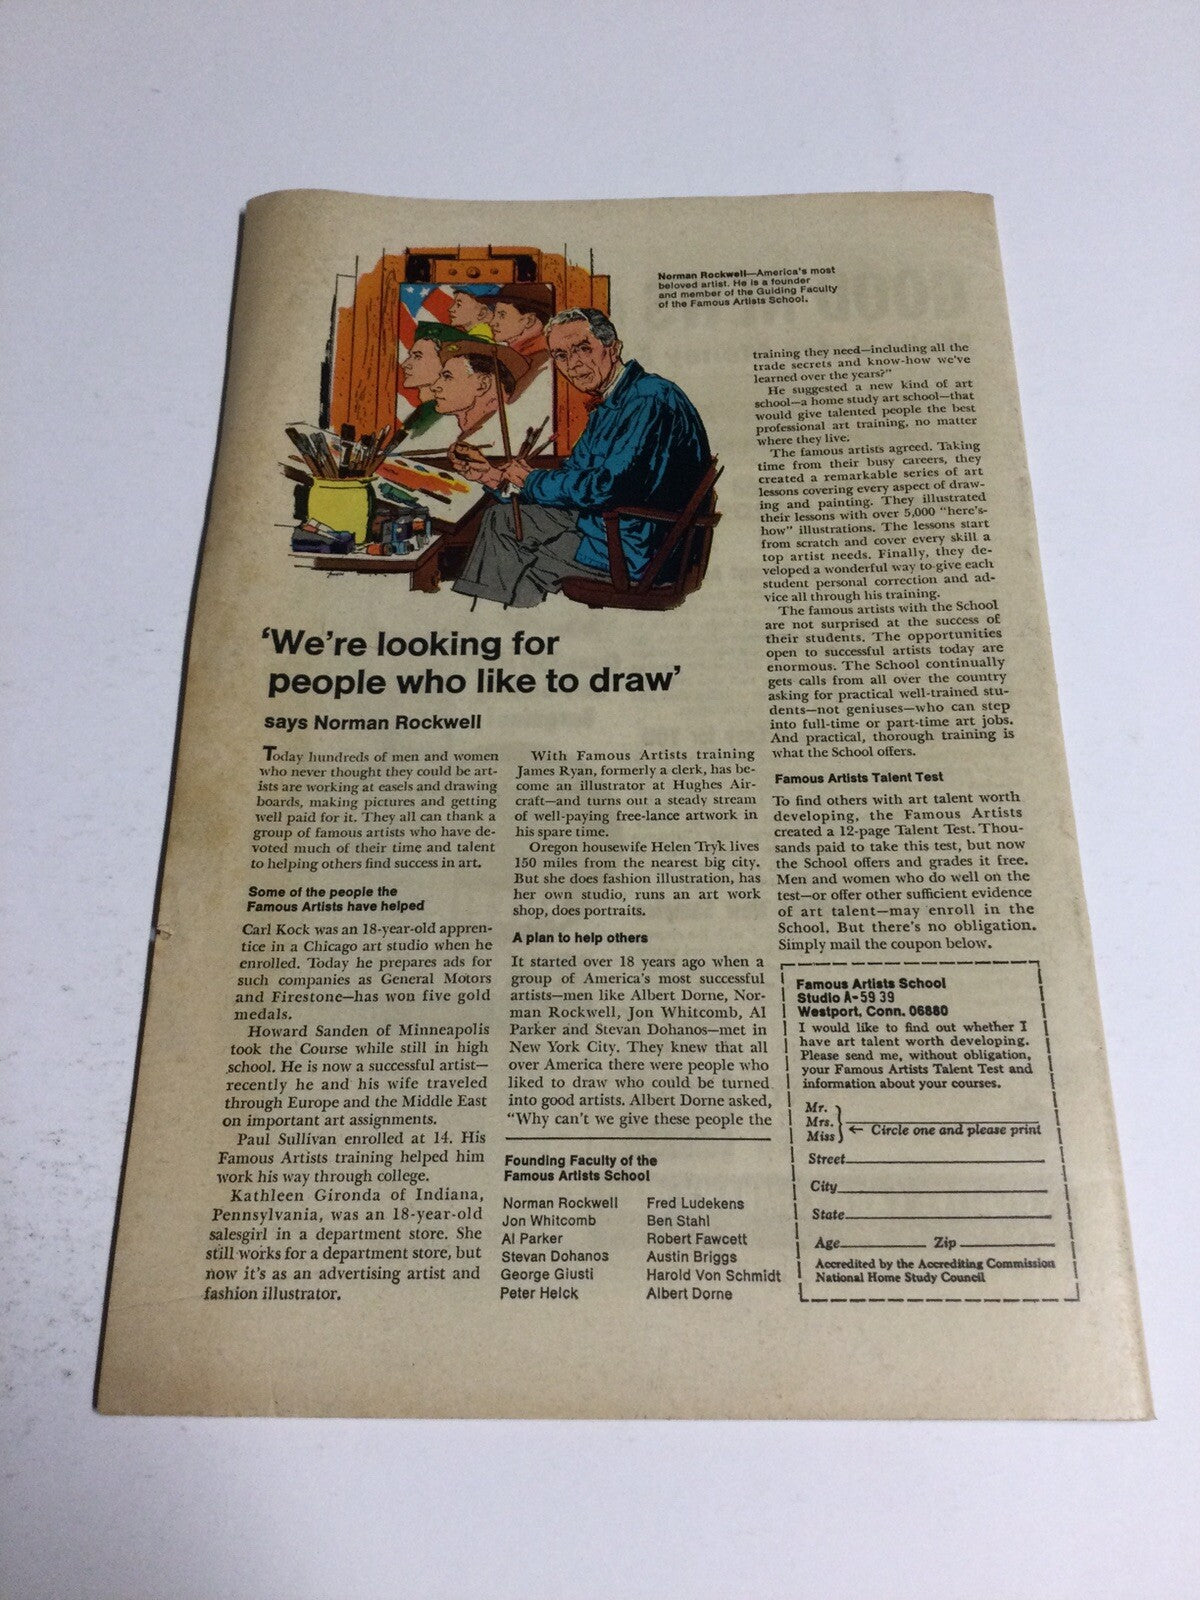 Norman Rockwell—America's most
beloved artist. He is a founder
and member of the Guiding Faculty
of the Famous Artists School.
'We're looking for
people who like to draw'
says Norman Rockwell
Today hundreds of men and women
who never thought they could be art-
ists are working at easels and drawing
boards, making pictures and getting
well paid for it. They all can thank a
group of famous artists who have de-
voted much of their time and talent
to helping others find success in art.
Some of the people the
Famous Artists have helped
Carl Kock was an 18-year-old appren-
tice in a Chicago art studio when he
enrolled. Today he prepares ads for
such companies as General Motors
and Firestone—has won five gold
medals.
Howard Sanden of Minneapolis
took the Course while still in high
school. He is now a successful artist—
recently he and his wife traveled
through Europe and the Middle East
on important art assignments.
Paul Sullivan enrolled at 14. His
Famous Artists training helped him
work his way through college.
Kathleen Gironda of Indiana,
Pennsylvania, was an 18-year-old
salesgirl in a department store. She
still works for a department store, but
now it's as an advertising artist and
fashion illustrator.
With Famous Artists training
James Ryan, formerly a clerk, has be-
come an illustrator at Hughes Air-
craft—and turns out a steady stream
of well-paying free-lance artwork in
his spare time.
Oregon housewife Helen Tryk lives
150 miles from the nearest big city.
But she does fashion illustration, has
her own studio, runs an art work
shop, does portraits.
A plan to help others
It started over 18 years ago when a
group of America's most successful
artists—men like Albert Dorne, Nor-
man Rockwell, Jon Whitcomb, Al
Parker and Stevan Dohanos—met in
New York City. They knew that all
over America there were people who
liked to draw who could be turned
into good artists. Albert Dorne asked,
"Why can't we give these people the
training they need—including all the
trade secrets and know-how we've
learned over the years?"
He suggested a new kind of art
school—a home study art school—that
would give talented people the best
professional art training, no matter
where they live.
The famous artists agreed. Taking
time from their busy careers, they
created a remarkable series of art
lessons covering every aspect of draw-
ing and painting. They illustrated
their lessons with over 5,000 "here's-
how" illustrations. The lessons start
from scratch and cover every skill a
top artist needs. Finally, they de-
veloped a wonderful way to give each
student personal correction and ad-
vice all through his training.
The famous artists with the School
are not surprised at the success of
their students. The opportunities
open to successful artists today are
enormous. The School continually
gets calls from all over the country
asking for practical well-trained stu-
dents—not geniuses—who can step
into full-time or part-time art jobs.
And practical, thorough training is
what the School offers.
Famous Artists Talent Test
To find others with art talent worth
developing, the Famous Artists
created a 12-page Talent Test. Thou-
sands paid to take this test, but now
the School offers and grades it free.
Men and women who do well on the
test—or offer other sufficient evidence
of art talent—may enroll in the
School. But there's no obligation.
Simply mail the coupon below.
Founding Faculty of the
Famous Artists School
Norman Rockwell
Jon Whitcomb
Al Parker
Stevan Dohanos
George Giusti
Peter Helck
Fred Ludekens
Ben Stahl
Robert Fawcett
Austin Briggs
Harold Von Schmidt
Albert Dorne
Famous Artists School
Studio A-5939
Westport, Conn. 06880
I would like to find out whether I
have art talent worth developing.
Please send me, without obligation,
your Famous Artists Talent Test and
information about your courses.
Mr.
Mrs.
Miss
← Circle one and please print
Street
City
State
Age Zip
Accredited by the Accrediting Commission
National Home Study Council